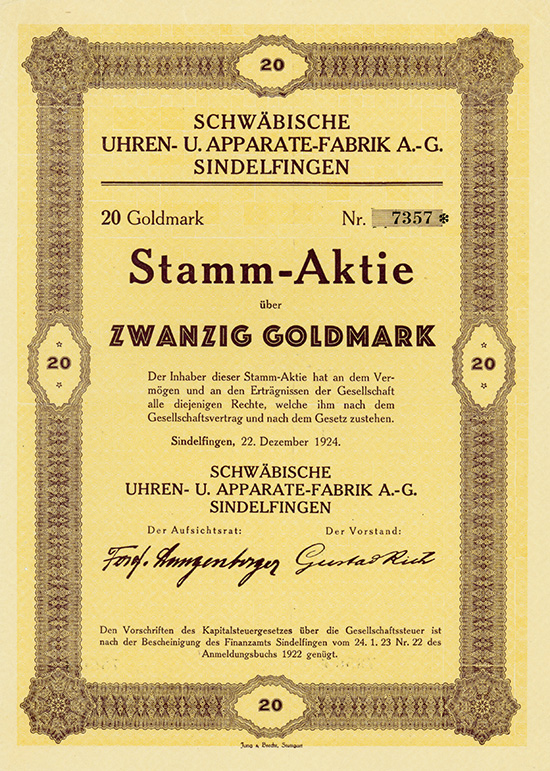 20
SCHWÄBISCHE
UHREN- U. APPARATE-FABRIK A.-G.
SINDELFINGEN
20 Goldmark Nr. 7357 *
Stamm-Aktie
über
ZWANZIG GOLDMARK
20 20
Der Inhaber dieser Stamm-Aktie hat an dem Ver-
mögen und an den Erträgnissen der Gesellschaft
alle diejenigen Rechte, welche ihm nach dem
Gesellschaftsvertrag und nach dem Gesetz zustehen.
Sindelfingen, 22. Dezember 1924.
SCHWÄBISCHE
UHREN- U. APPARATE-FABRIK A.-G.
SINDELFINGEN
Der Aufsichtsrat: Der Vorstand:
Gustav
Den Vorschriften des Kapitalsteuergesetzes über die Gesellschaftssteuer ist
nach der Bescheinigung des Finanzamts Sindelfingen vom 24. 1. 23 Nr. 22 des
Anmeldungsbuchs 1922 genügt.
20
Jung & Brecht, Stuttgart